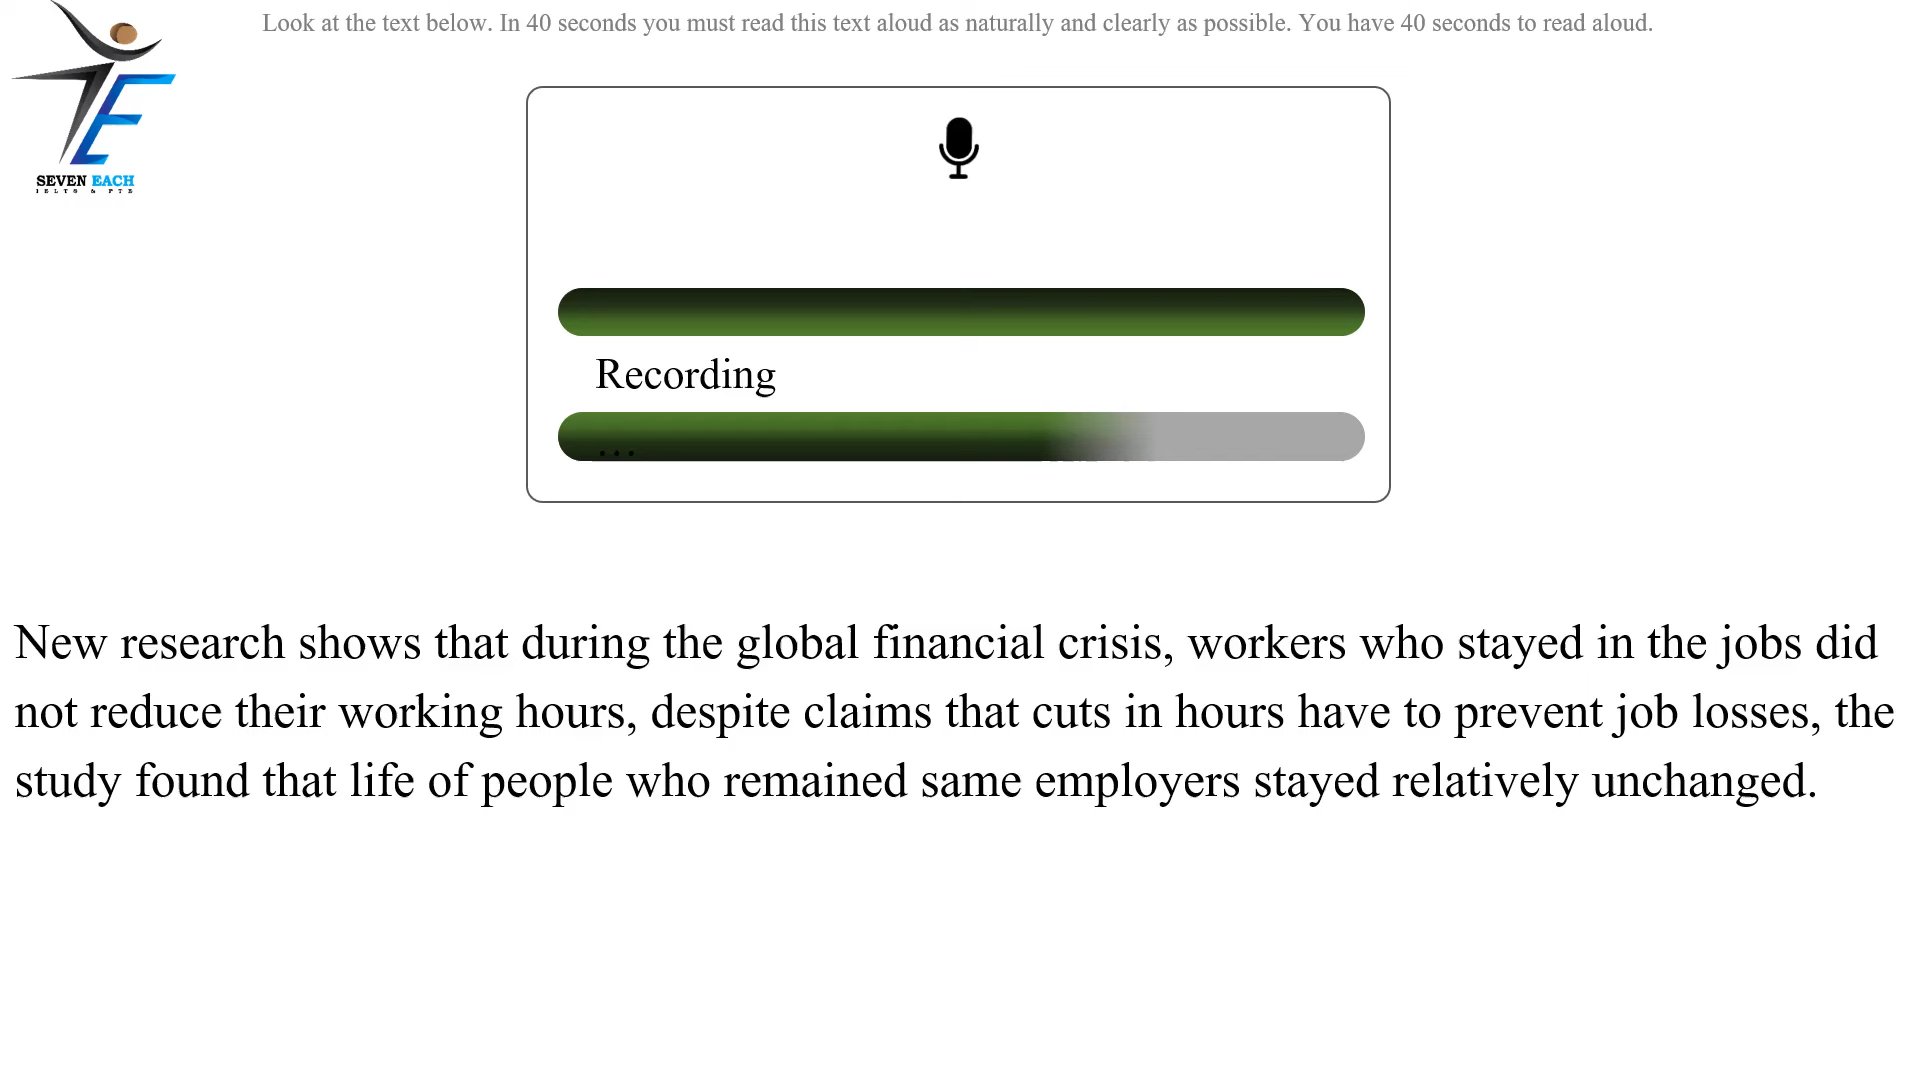 Look at the text below. In 40 seconds you must read this text aloud as naturally and clearly as possible. You have 40 seconds to read aloud.
SEVEN EACH
IELTS & PTE
Recording
...
New research shows that during the global financial crisis, workers who stayed in the jobs did
not reduce their working hours, despite claims that cuts in hours have to prevent job losses, the
study found that life of people who remained same employers stayed relatively unchanged.